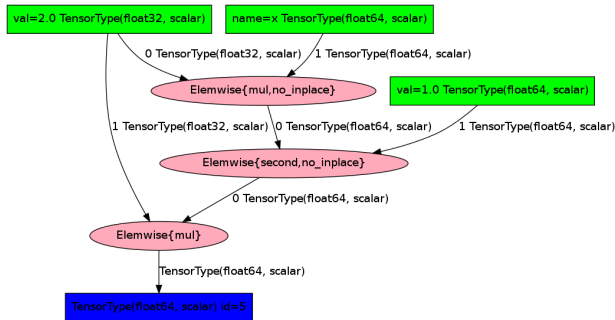 val=2.0 TensorType(float32, scalar)
name=x TensorType(float64, scalar)
0 TensorType(float32, scalar)
1 TensorType(float64, scalar)
Elemwise{mul,no_inplace}
val=1.0 TensorType(float64, scalar)
1 TensorType(float32, scalar)
0 TensorType(float64, scalar)
1 TensorType(float64, scalar)
Elemwise{second,no_inplace}
0 TensorType(float64, scalar)
Elemwise{mul}
TensorType(float64, scalar)
TensorType(float64, scalar) id=5